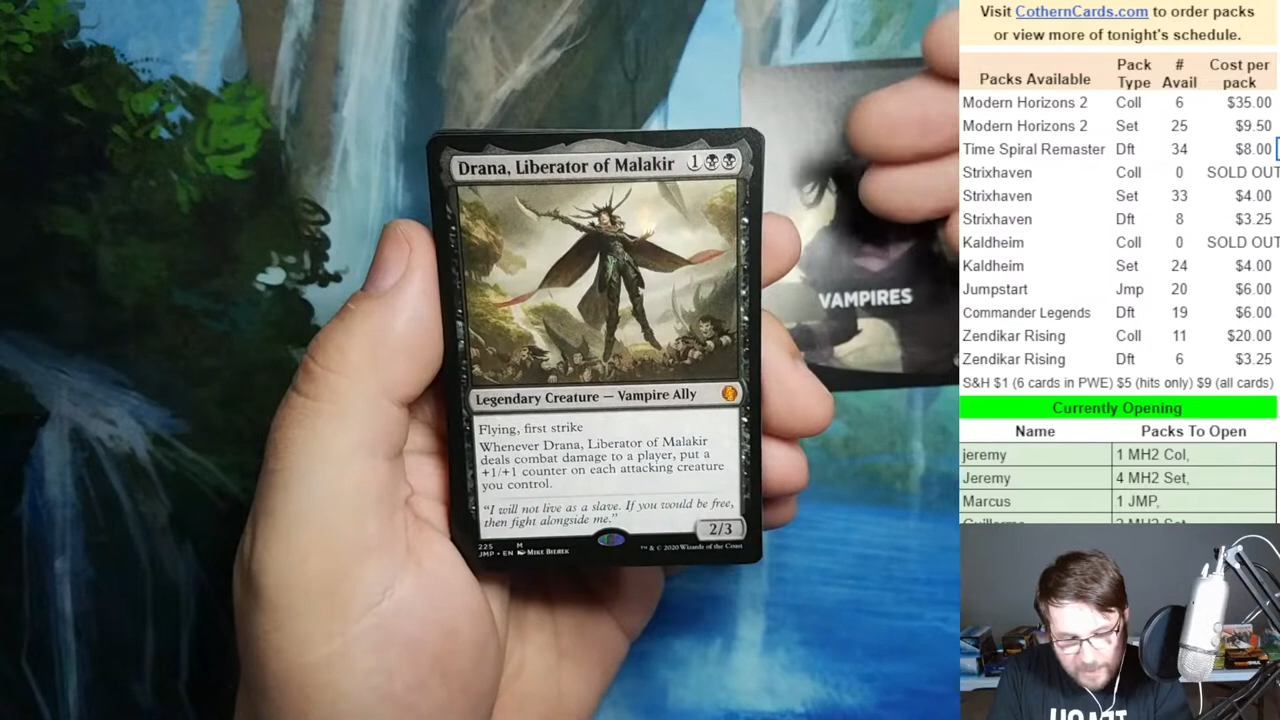 Drana, Liberator of Malakir 1
Legendary Creature — Vampire Ally
Flying, first strike
Whenever Drana, Liberator of Malakir
deals combat damage to a player, put a
+1/+1 counter on each attacking creature
you control.
"I will not live as a slave. If you would be free,
then fight alongside me."
2/3
225 M
JMP • EN MIKE BIEREK
™ & © 2020 Wizards of the Coast
VAMPIRES
Visit CothernCards.com to order packs
or view more of tonight's schedule.
Packs Available Pack Type # Avail Cost per pack
Modern Horizons 2 Coll 6 $35.00
Modern Horizons 2 Set 25 $9.50
Time Spiral Remaster Dft 34 $8.00
Strixhaven Coll 0 SOLD OUT
Strixhaven Set 33 $4.00
Strixhaven Dft 8 $3.25
Kaldheim Coll 0 SOLD OUT
Kaldheim Set 24 $4.00
Jumpstart Jmp 20 $6.00
Commander Legends Dft 19 $6.00
Zendikar Rising Coll 11 $20.00
Zendikar Rising Dft 6 $3.25
S&H $1 (6 cards in PWE) $5 (hits only) $9 (all cards)
Currently Opening
Name Packs To Open
jeremy 1 MH2 Col,
Jeremy 4 MH2 Set,
Marcus 1 JMP,